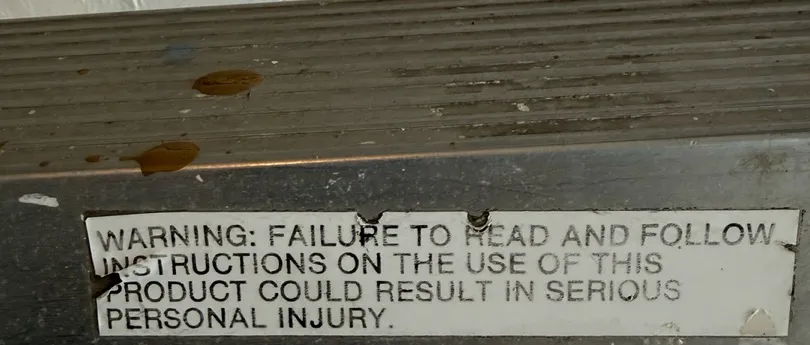 WARNING: FAILURE TO READ AND FOLLOW
INSTRUCTIONS ON THE USE OF THIS
PRODUCT COULD RESULT IN SERIOUS
PERSONAL INJURY.